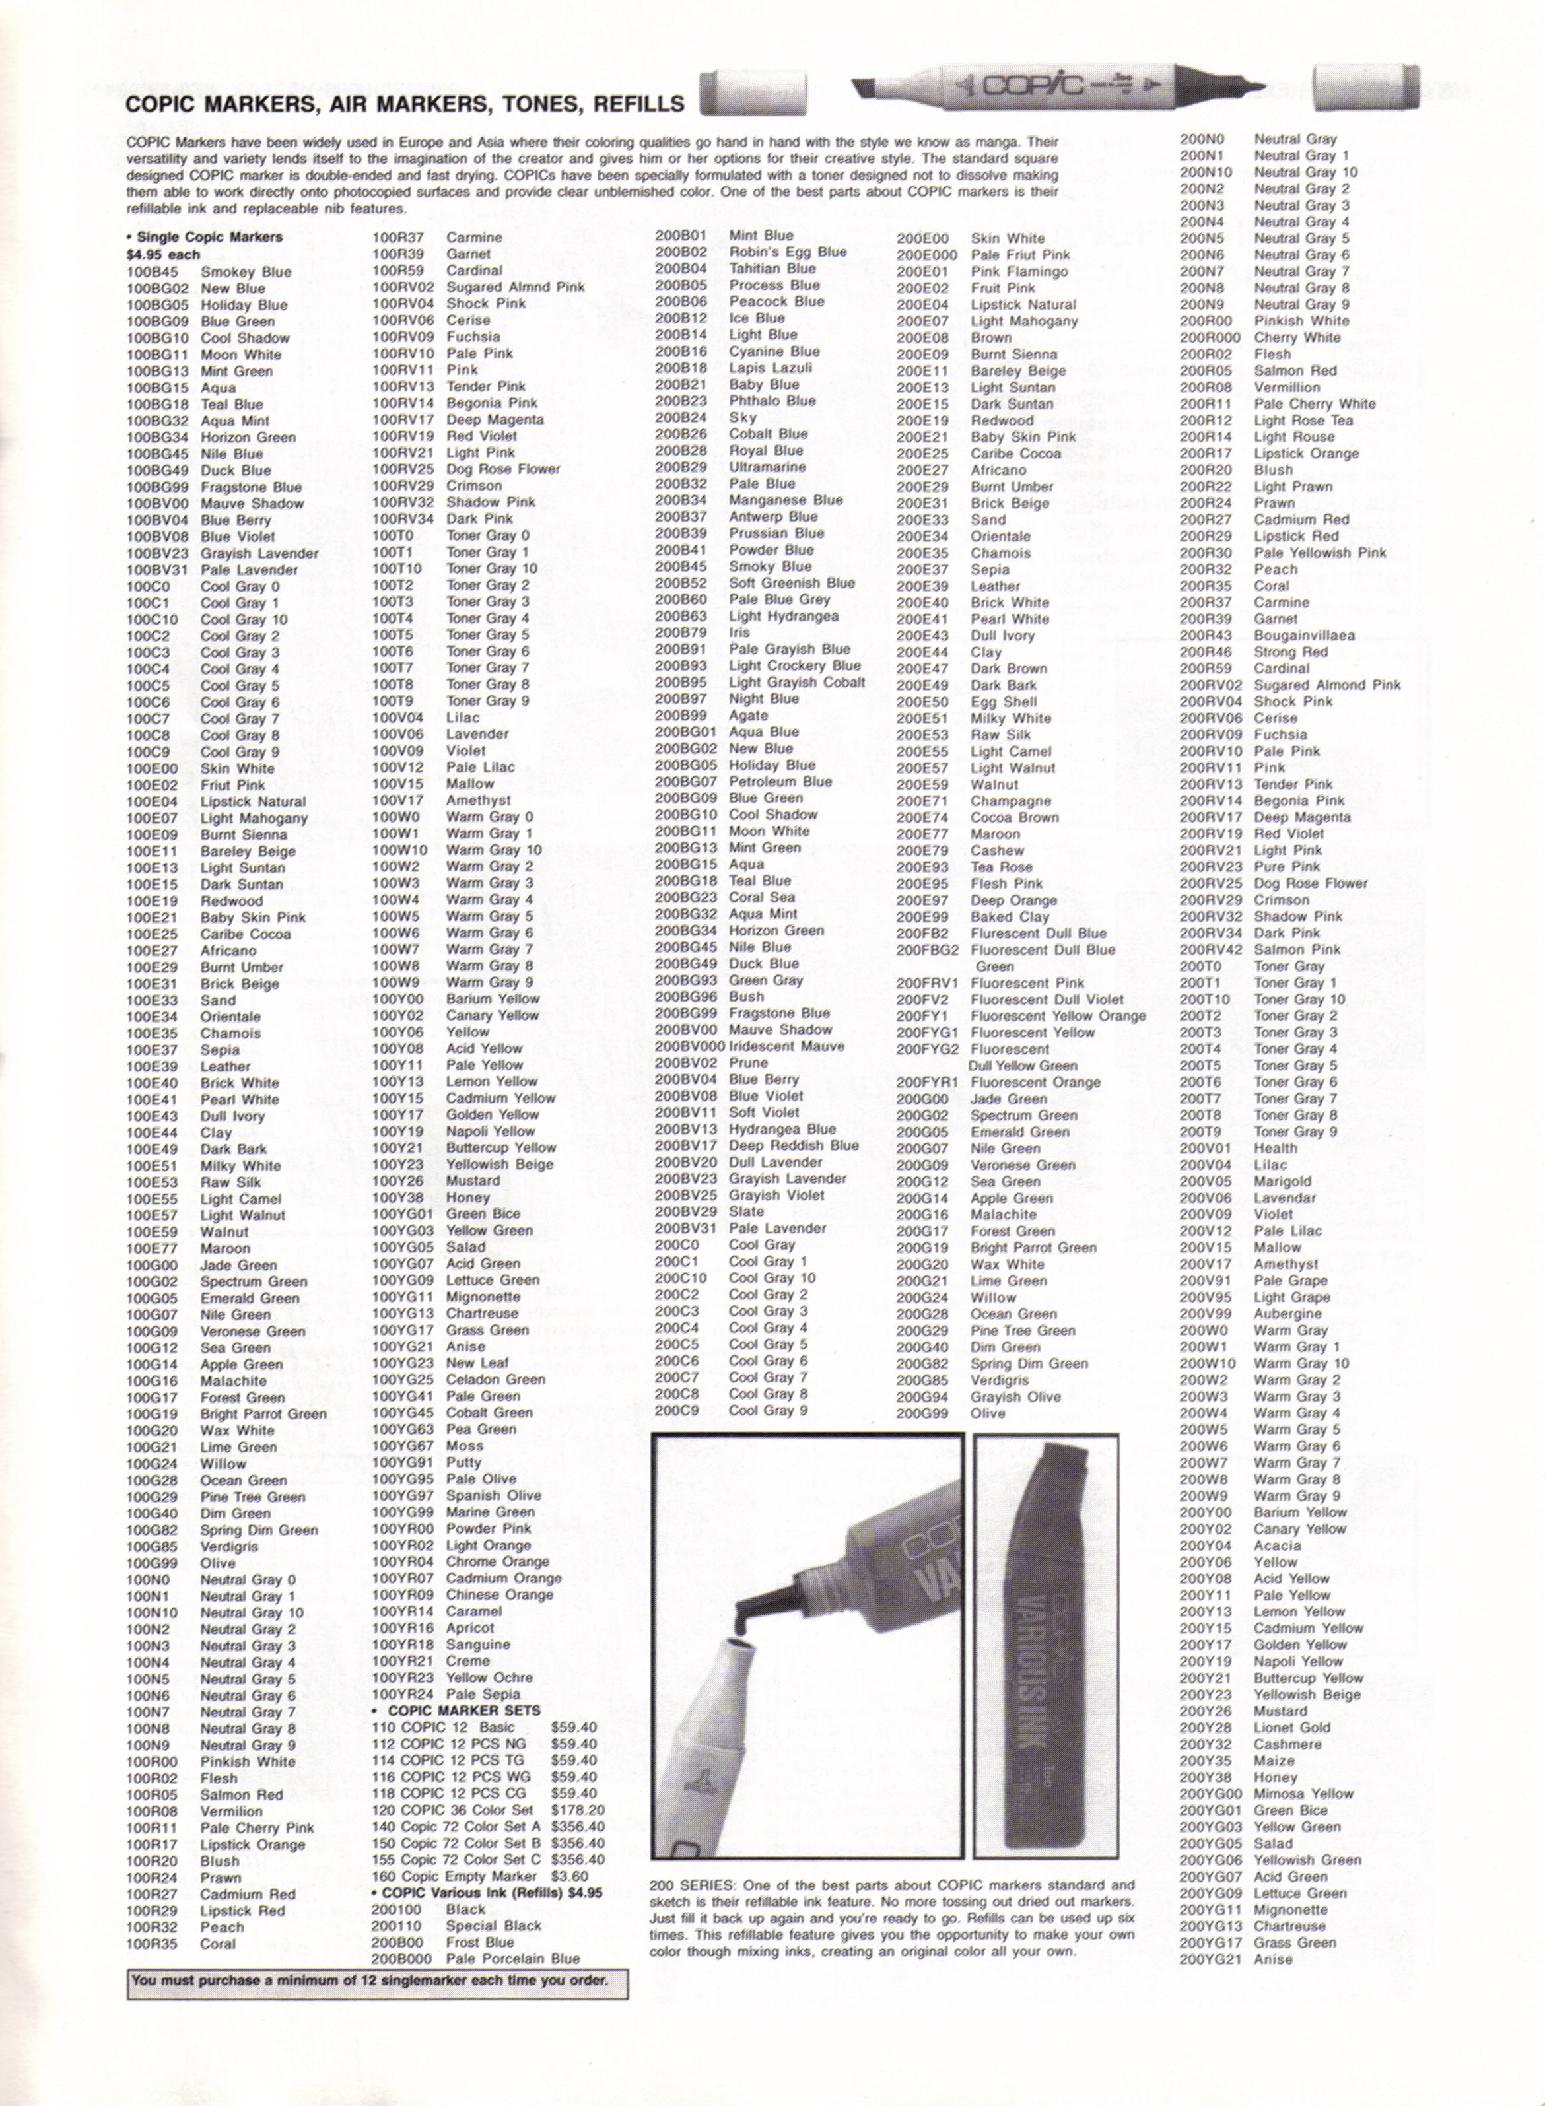 COPIC MARKERS, AIR MARKERS, TONES, REFILLS
COPIC
COPIC Markers have been widely used in Europe and Asia where their coloring qualities go hand in hand with the style we know as manga. Their
versatility and variety lends itself to the imagination of the creator and gives him or her options for their creative style. The standard square
designed COPIC marker is double-ended and fast drying. COPICs have been specially formulated with a toner designed not to dissolve making
them able to work directly onto photocopied surfaces and provide clear unblemished color. One of the best parts about COPIC markers is their
refillable ink and replaceable nib features.
• Single Copic Markers
$4.95 each
100B45 Smokey Blue
100BG02 New Blue
100BG05 Holiday Blue
100BG09 Blue Green
100BG10 Cool Shadow
100BG11 Moon White
100BG13 Mint Green
100BG15 Aqua
100BG18 Teal Blue
100BG32 Aqua Mint
100BG34 Horizon Green
100BG45 Nile Blue
100BG49 Duck Blue
100BG99 Fragstone Blue
100BV00 Mauve Shadow
100BV04 Blue Berry
100BV08 Blue Violet
100BV23 Grayish Lavender
100BV31 Pale Lavender
100C0 Cool Gray 0
100C1 Cool Gray 1
100C10 Cool Gray 10
100C2 Cool Gray 2
100C3 Cool Gray 3
100C4 Cool Gray 4
100C5 Cool Gray 5
100C6 Cool Gray 6
100C7 Cool Gray 7
100C8 Cool Gray 8
100C9 Cool Gray 9
100E00 Skin White
100E02 Friut Pink
100E04 Lipstick Natural
100E07 Light Mahogany
100E09 Burnt Sienna
100E11 Bareley Beige
100E13 Light Suntan
100E15 Dark Suntan
100E19 Redwood
100E21 Baby Skin Pink
100E25 Caribe Cocoa
100E27 Africano
100E29 Burnt Umber
100E31 Brick Beige
100E33 Sand
100E34 Orientale
100E35 Chamois
100E37 Sepia
100E39 Leather
100E40 Brick White
100E41 Pearl White
100E43 Dull Ivory
100E44 Clay
100E49 Dark Bark
100E51 Milky White
100E53 Raw Silk
100E55 Light Camel
100E57 Light Walnut
100E59 Walnut
100E77 Maroon
100G00 Jade Green
100G02 Spectrum Green
100G05 Emerald Green
100G07 Nile Green
100G09 Veronese Green
100G12 Sea Green
100G14 Apple Green
100G16 Malachite
100G17 Forest Green
100G19 Bright Parrot Green
100G20 Wax White
100G21 Lime Green
100G24 Willow
100G28 Ocean Green
100G29 Pine Tree Green
100G40 Dim Green
100G82 Spring Dim Green
100G85 Verdigris
100G99 Olive
100N0 Neutral Gray 0
100N1 Neutral Gray 1
100N10 Neutral Gray 10
100N2 Neutral Gray 2
100N3 Neutral Gray 3
100N4 Neutral Gray 4
100N5 Neutral Gray 5
100N6 Neutral Gray 6
100N7 Neutral Gray 7
100N8 Neutral Gray 8
100N9 Neutral Gray 9
100R00 Pinkish White
100R02 Flesh
100R05 Salmon Red
100R08 Vermilion
100R11 Pale Cherry Pink
100R17 Lipstick Orange
100R20 Blush
100R24 Prawn
100R27 Cadmium Red
100R29 Lipstick Red
100R32 Peach
100R35 Coral
100R37 Carmine
100R39 Garnet
100R59 Cardinal
100RV02 Sugared Almnd Pink
100RV04 Shock Pink
100RV06 Cerise
100RV09 Fuchsia
100RV10 Pale Pink
100RV11 Pink
100RV13 Tender Pink
100RV14 Begonia Pink
100RV17 Deep Magenta
100RV19 Red Violet
100RV21 Light Pink
100RV25 Dog Rose Flower
100RV29 Crimson
100RV32 Shadow Pink
100RV34 Dark Pink
100T0 Toner Gray 0
100T1 Toner Gray 1
100T10 Toner Gray 10
100T2 Toner Gray 2
100T3 Toner Gray 3
100T4 Toner Gray 4
100T5 Toner Gray 5
100T6 Toner Gray 6
100T7 Toner Gray 7
100T8 Toner Gray 8
100T9 Toner Gray 9
100V04 Lilac
100V06 Lavender
100V09 Violet
100V12 Pale Lilac
100V15 Mallow
100V17 Amethyst
100W0 Warm Gray 0
100W1 Warm Gray 1
100W10 Warm Gray 10
100W2 Warm Gray 2
100W3 Warm Gray 3
100W4 Warm Gray 4
100W5 Warm Gray 5
100W6 Warm Gray 6
100W7 Warm Gray 7
100W8 Warm Gray 8
100W9 Warm Gray 9
100Y00 Barium Yellow
100Y02 Canary Yellow
100Y06 Yellow
100Y08 Acid Yellow
100Y11 Pale Yellow
100Y13 Lemon Yellow
100Y15 Cadmium Yellow
100Y17 Golden Yellow
100Y19 Napoli Yellow
100Y21 Buttercup Yellow
100Y23 Yellowish Beige
100Y26 Mustard
100Y38 Honey
100YG01 Green Bice
100YG03 Yellow Green
100YG05 Salad
100YG07 Acid Green
100YG09 Lettuce Green
100YG11 Mignonette
100YG13 Chartreuse
100YG17 Grass Green
100YG21 Anise
100YG23 New Leaf
100YG25 Celadon Green
100YG41 Pale Green
100YG45 Cobalt Green
100YG63 Pea Green
100YG67 Moss
100YG91 Putty
100YG95 Pale Olive
100YG97 Spanish Olive
100YG99 Marine Green
100YR00 Powder Pink
100YR02 Light Orange
100YR04 Chrome Orange
100YR07 Cadmium Orange
100YR09 Chinese Orange
100YR14 Caramel
100YR16 Apricot
100YR18 Sanguine
100YR21 Creme
100YR23 Yellow Ochre
100YR24 Pale Sepia
• COPIC MARKER SETS
110 COPIC 12 Basic $59.40
112 COPIC 12 PCS NG $59.40
114 COPIC 12 PCS TG $59.40
116 COPIC 12 PCS WG $59.40
118 COPIC 12 PCS CG $59.40
120 COPIC 36 Color Set $178.20
140 Copic 72 Color Set A $356.40
150 Copic 72 Color Set B $356.40
155 Copic 72 Color Set C $356.40
160 Copic Empty Marker $3.60
• COPIC Various Ink (Refills) $4.95
200100 Black
200110 Special Black
200B00 Frost Blue
200B000 Pale Porcelain Blue
You must purchase a minimum of 12 singlemarker each time you order.
200B01 Mint Blue
200B02 Robin's Egg Blue
200B04 Tahitian Blue
200B05 Process Blue
200B06 Peacock Blue
200B12 Ice Blue
200B14 Light Blue
200B16 Cyanine Blue
200B18 Lapis Lazuli
200B21 Baby Blue
200B23 Phthalo Blue
200B24 Sky
200B26 Cobalt Blue
200B28 Royal Blue
200B29 Ultramarine
200B32 Pale Blue
200B34 Manganese Blue
200B37 Antwerp Blue
200B39 Prussian Blue
200B41 Powder Blue
200B45 Smoky Blue
200B52 Soft Greenish Blue
200B60 Pale Blue Grey
200B63 Light Hydrangea
200B79 Iris
200B91 Pale Grayish Blue
200B93 Light Crockery Blue
200B95 Light Grayish Cobalt
200B97 Night Blue
200B99 Agate
200BG01 Aqua Blue
200BG02 New Blue
200BG05 Holiday Blue
200BG07 Petroleum Blue
200BG09 Blue Green
200BG10 Cool Shadow
200BG11 Moon White
200BG13 Mint Green
200BG15 Aqua
200BG18 Teal Blue
200BG23 Coral Sea
200BG32 Aqua Mint
200BG34 Horizon Green
200BG45 Nile Blue
200BG49 Duck Blue
200BG93 Green Gray
200BG96 Bush
200BG99 Fragstone Blue
200BV00 Mauve Shadow
200BV000 Iridescent Mauve
200BV02 Prune
200BV04 Blue Berry
200BV08 Blue Violet
200BV11 Soft Violet
200BV13 Hydrangea Blue
200BV17 Deep Reddish Blue
200BV20 Dull Lavender
200BV23 Grayish Lavender
200BV25 Grayish Violet
200BV29 Slate
200BV31 Pale Lavender
200C0 Cool Gray
200C1 Cool Gray 1
200C10 Cool Gray 10
200C2 Cool Gray 2
200C3 Cool Gray 3
200C4 Cool Gray 4
200C5 Cool Gray 5
200C6 Cool Gray 6
200C7 Cool Gray 7
200C8 Cool Gray 8
200C9 Cool Gray 9
200E00 Skin White
200E000 Pale Friut Pink
200E01 Pink Flamingo
200E02 Fruit Pink
200E04 Lipstick Natural
200E07 Light Mahogany
200E08 Brown
200E09 Burnt Sienna
200E11 Bareley Beige
200E13 Light Suntan
200E15 Dark Suntan
200E19 Redwood
200E21 Baby Skin Pink
200E25 Caribe Cocoa
200E27 Africano
200E29 Burnt Umber
200E31 Brick Beige
200E33 Sand
200E34 Orientale
200E35 Chamois
200E37 Sepia
200E39 Leather
200E40 Brick White
200E41 Pearl White
200E43 Dull Ivory
200E44 Clay
200E47 Dark Brown
200E49 Dark Bark
200E50 Egg Shell
200E51 Milky White
200E53 Raw Silk
200E55 Light Camel
200E57 Light Walnut
200E59 Walnut
200E71 Champagne
200E74 Cocoa Brown
200E77 Maroon
200E79 Cashew
200E93 Tea Rose
200E95 Flesh Pink
200E97 Deep Orange
200E99 Baked Clay
200FB2 Flurescent Dull Blue
200FBG2 Fluorescent Dull Blue
Green
200FRV1 Fluorescent Pink
200FV2 Fluorescent Dull Violet
200FY1 Fluorescent Yellow Orange
200FYG1 Fluorescent Yellow
200FYG2 Fluorescent
Dull Yellow Green
200FYR1 Fluorescent Orange
200G00 Jade Green
200G02 Spectrum Green
200G05 Emerald Green
200G07 Nile Green
200G09 Veronese Green
200G12 Sea Green
200G14 Apple Green
200G16 Malachite
200G17 Forest Green
200G19 Bright Parrot Green
200G20 Wax White
200G21 Lime Green
200G24 Willow
200G28 Ocean Green
200G29 Pine Tree Green
200G40 Dim Green
200G82 Spring Dim Green
200G85 Verdigris
200G94 Grayish Olive
200G99 Olive
VARIOUS INK
200 SERIES: One of the best parts about COPIC markers standard and
sketch is their refillable ink feature. No more tossing out dried out markers.
Just fill it back up again and you're ready to go. Refills can be used up six
times. This refillable feature gives you the opportunity to make your own
color though mixing inks, creating an original color all your own.
200N0 Neutral Gray
200N1 Neutral Gray 1
200N10 Neutral Gray 10
200N2 Neutral Gray 2
200N3 Neutral Gray 3
200N4 Neutral Gray 4
200N5 Neutral Gray 5
200N6 Neutral Gray 6
200N7 Neutral Gray 7
200N8 Neutral Gray 8
200N9 Neutral Gray 9
200R00 Pinkish White
200R000 Cherry White
200R02 Flesh
200R05 Salmon Red
200R08 Vermillion
200R11 Pale Cherry White
200R12 Light Rose Tea
200R14 Light Rouse
200R17 Lipstick Orange
200R20 Blush
200R22 Light Prawn
200R24 Prawn
200R27 Cadmium Red
200R29 Lipstick Red
200R30 Pale Yellowish Pink
200R32 Peach
200R35 Coral
200R37 Carmine
200R39 Garnet
200R43 Bougainvillaea
200R46 Strong Red
200R59 Cardinal
200RV02 Sugared Almond Pink
200RV04 Shock Pink
200RV06 Cerise
200RV09 Fuchsia
200RV10 Pale Pink
200RV11 Pink
200RV13 Tender Pink
200RV14 Begonia Pink
200RV17 Deep Magenta
200RV19 Red Violet
200RV21 Light Pink
200RV23 Pure Pink
200RV25 Dog Rose Flower
200RV29 Crimson
200RV32 Shadow Pink
200RV34 Dark Pink
200RV42 Salmon Pink
200T0 Toner Gray
200T1 Toner Gray 1
200T10 Toner Gray 10
200T2 Toner Gray 2
200T3 Toner Gray 3
200T4 Toner Gray 4
200T5 Toner Gray 5
200T6 Toner Gray 6
200T7 Toner Gray 7
200T8 Toner Gray 8
200T9 Toner Gray 9
200V01 Health
200V04 Lilac
200V05 Marigold
200V06 Lavendar
200V09 Violet
200V12 Pale Lilac
200V15 Mallow
200V17 Amethyst
200V91 Pale Grape
200V95 Light Grape
200V99 Aubergine
200W0 Warm Gray
200W1 Warm Gray 1
200W10 Warm Gray 10
200W2 Warm Gray 2
200W3 Warm Gray 3
200W4 Warm Gray 4
200W5 Warm Gray 5
200W6 Warm Gray 6
200W7 Warm Gray 7
200W8 Warm Gray 8
200W9 Warm Gray 9
200Y00 Barium Yellow
200Y02 Canary Yellow
200Y04 Acacia
200Y06 Yellow
200Y08 Acid Yellow
200Y11 Pale Yellow
200Y13 Lemon Yellow
200Y15 Cadmium Yellow
200Y17 Golden Yellow
200Y19 Napoli Yellow
200Y21 Buttercup Yellow
200Y23 Yellowish Beige
200Y26 Mustard
200Y28 Lionet Gold
200Y32 Cashmere
200Y35 Maize
200Y38 Honey
200YG00 Mimosa Yellow
200YG01 Green Bice
200YG03 Yellow Green
200YG05 Salad
200YG06 Yellowish Green
200YG07 Acid Green
200YG09 Lettuce Green
200YG11 Mignonette
200YG13 Chartreuse
200YG17 Grass Green
200YG21 Anise